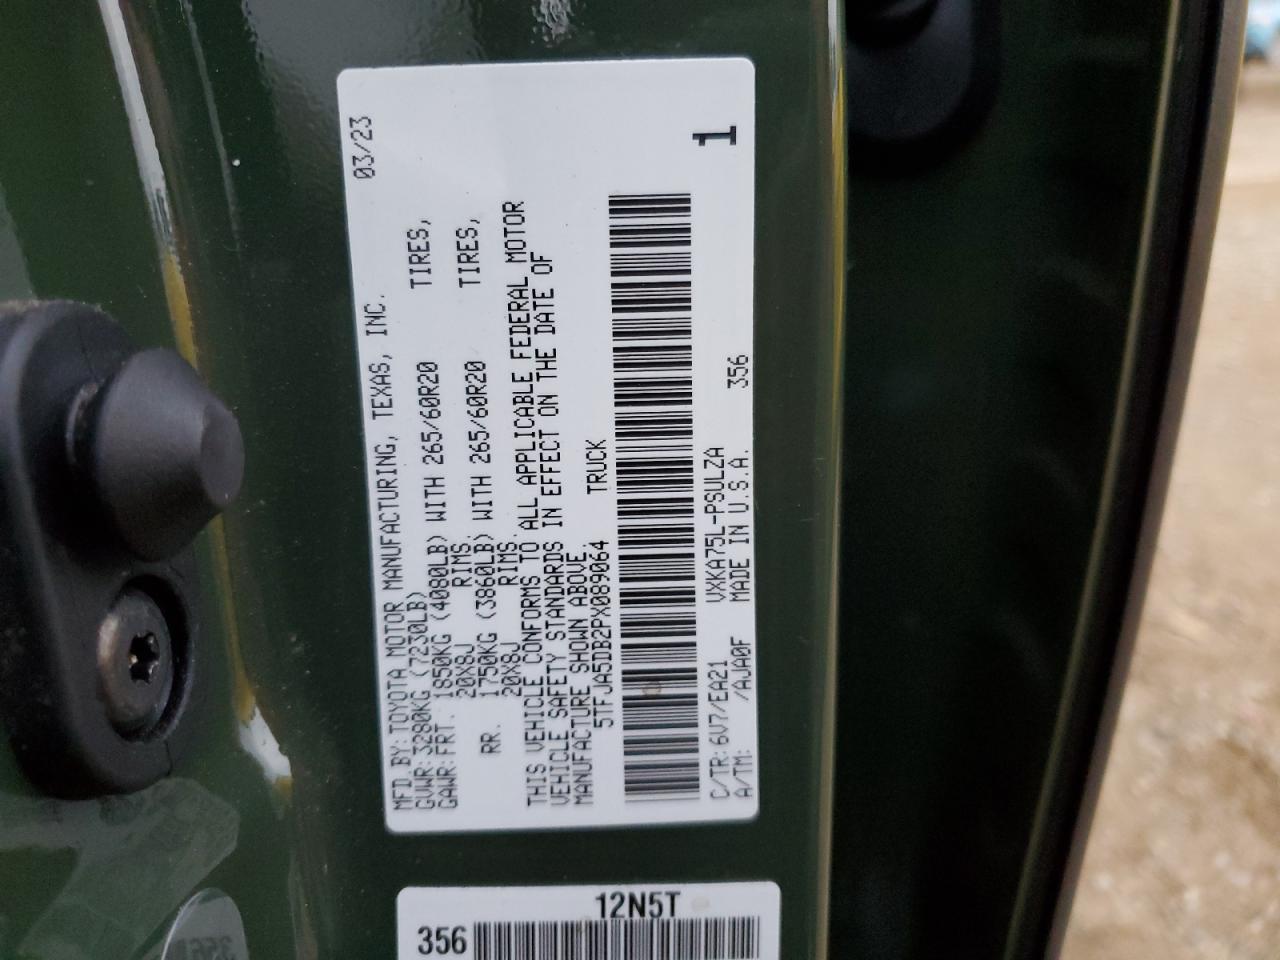 MFD.BY:TOYOTA MOTOR MANUFACTURING, TEXAS, INC. 03/23
GVWR:3280KG (7230LB)
GAWR:FRT. 1850KG (4080LB) WITH 265/60R20 TIRES,
20X8J RIMS.
RR. 1750KG (3860LB) WITH 265/60R20 TIRES,
20X8J RIMS.
THIS VEHICLE CONFORMS TO ALL APPLICABLE FEDERAL MOTOR
VEHICLE SAFETY STANDARDS IN EFFECT ON THE DATE OF
MANUFACTURE SHOWN ABOVE.
5TFJA5DB2PX089064 TRUCK
1
C/TR:6V7/EA21 VXKA75L-PSULZA
A/TM: /AJA0F MADE IN U.S.A. 356
12N5T
356
356